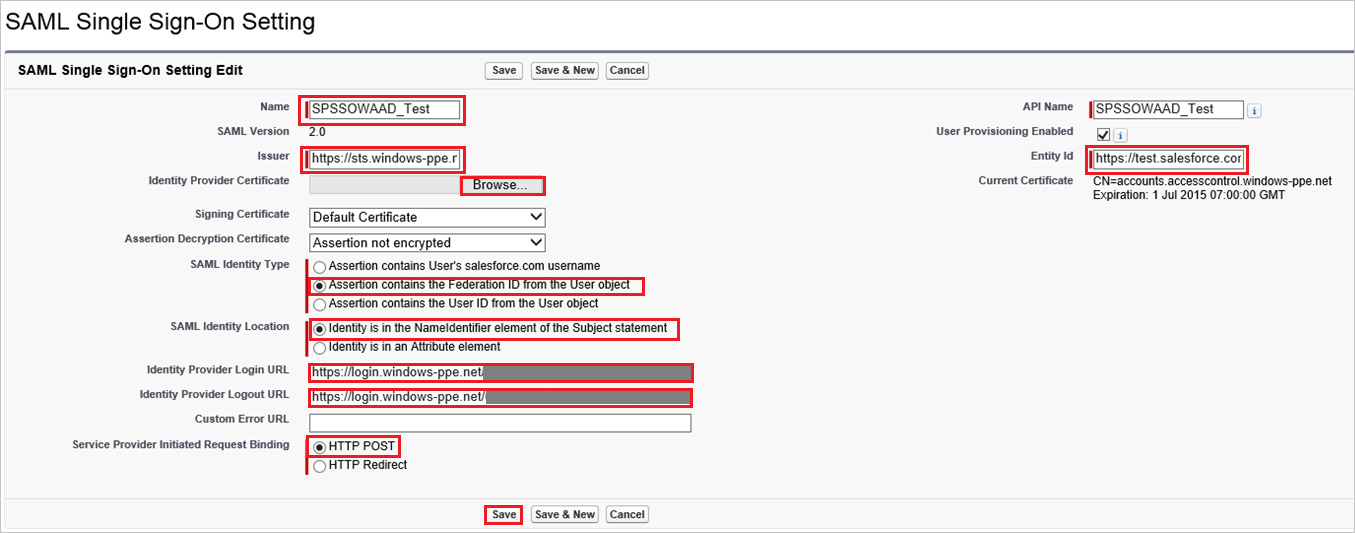 SAML Single Sign-On Setting
SAML Single Sign-On Setting Edit
Save Save & New Cancel
Name SPSSOWAAD_Test API Name SPSSOWAAD_Test
SAML Version 2.0 User Provisioning Enabled
Issuer https://sts.windows-ppe.r Entity Id https://test.salesforce.cor
Identity Provider Certificate Browse... Current Certificate CN=accounts.accesscontrol.windows-ppe.net
Expiration: 1 Jul 2015 07:00:00 GMT
Signing Certificate Default Certificate
Assertion Decryption Certificate Assertion not encrypted
SAML Identity Type Assertion contains User's salesforce.com username
Assertion contains the Federation ID from the User object
Assertion contains the User ID from the User object
SAML Identity Location Identity is in the NameIdentifier element of the Subject statement
Identity is in an Attribute element
Identity Provider Login URL https://login.windows-ppe.net/
Identity Provider Logout URL https://login.windows-ppe.net/
Custom Error URL
Service Provider Initiated Request Binding HTTP POST
HTTP Redirect
Save Save & New Cancel